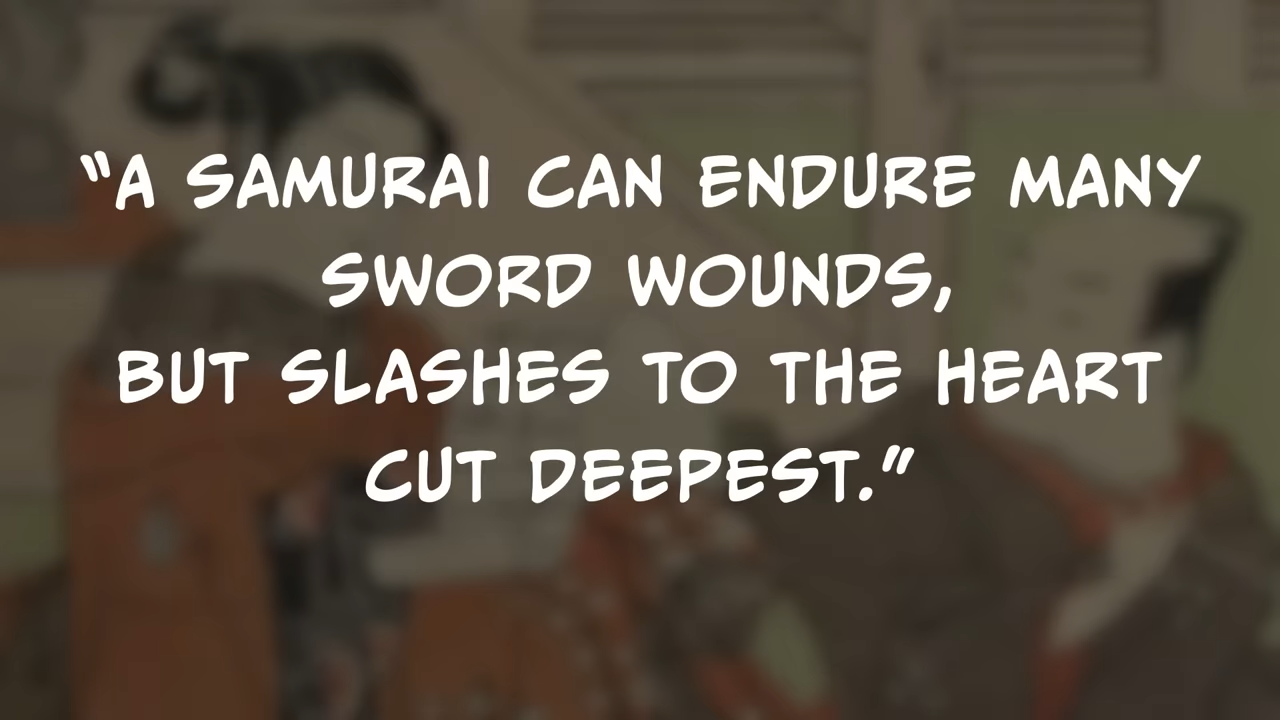 “A SAMURAI CAN ENDURE MANY
SWORD WOUNDS,
BUT SLASHES TO THE HEART
CUT DEEPEST.”